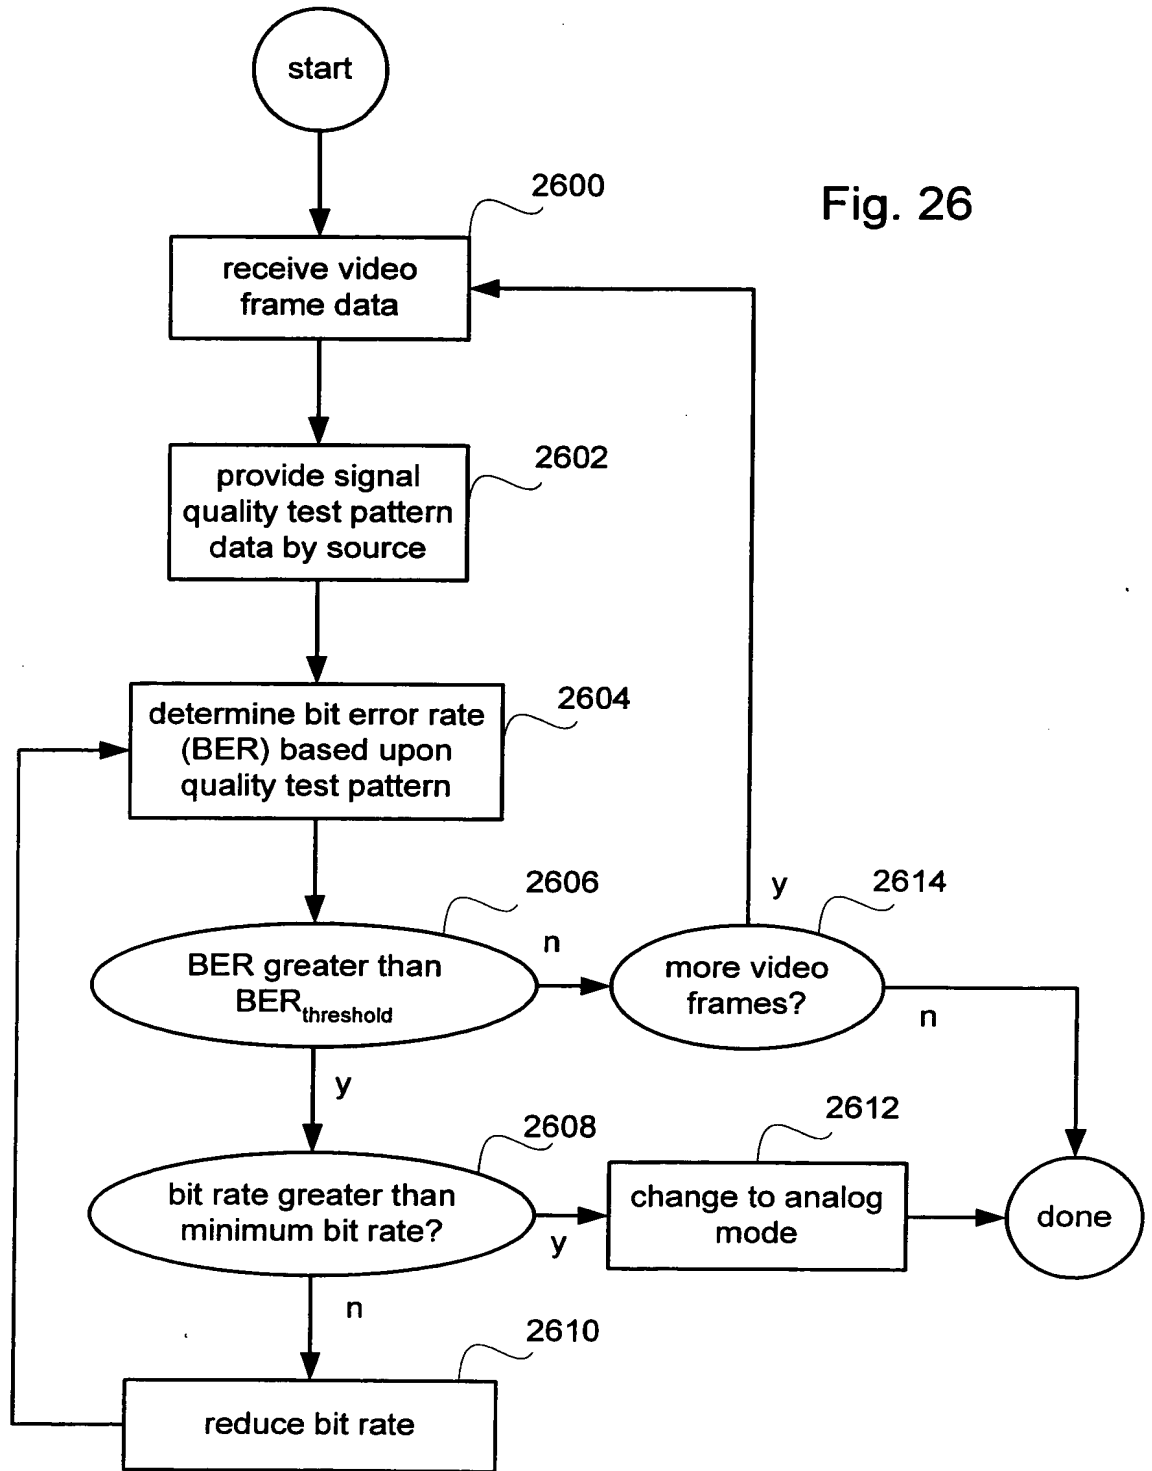 start
2600
Fig. 26
receive video
frame data
2602
provide signal
quality test pattern
data by source
2604
determine bit error rate
(BER) based upon
quality test pattern
2606
BER greater than
BERthreshold
n
y
2614
more video
frames?
y
n
2608
bit rate greater than
minimum bit rate?
y
n
2612
change to analog
mode
done
2610
reduce bit rate